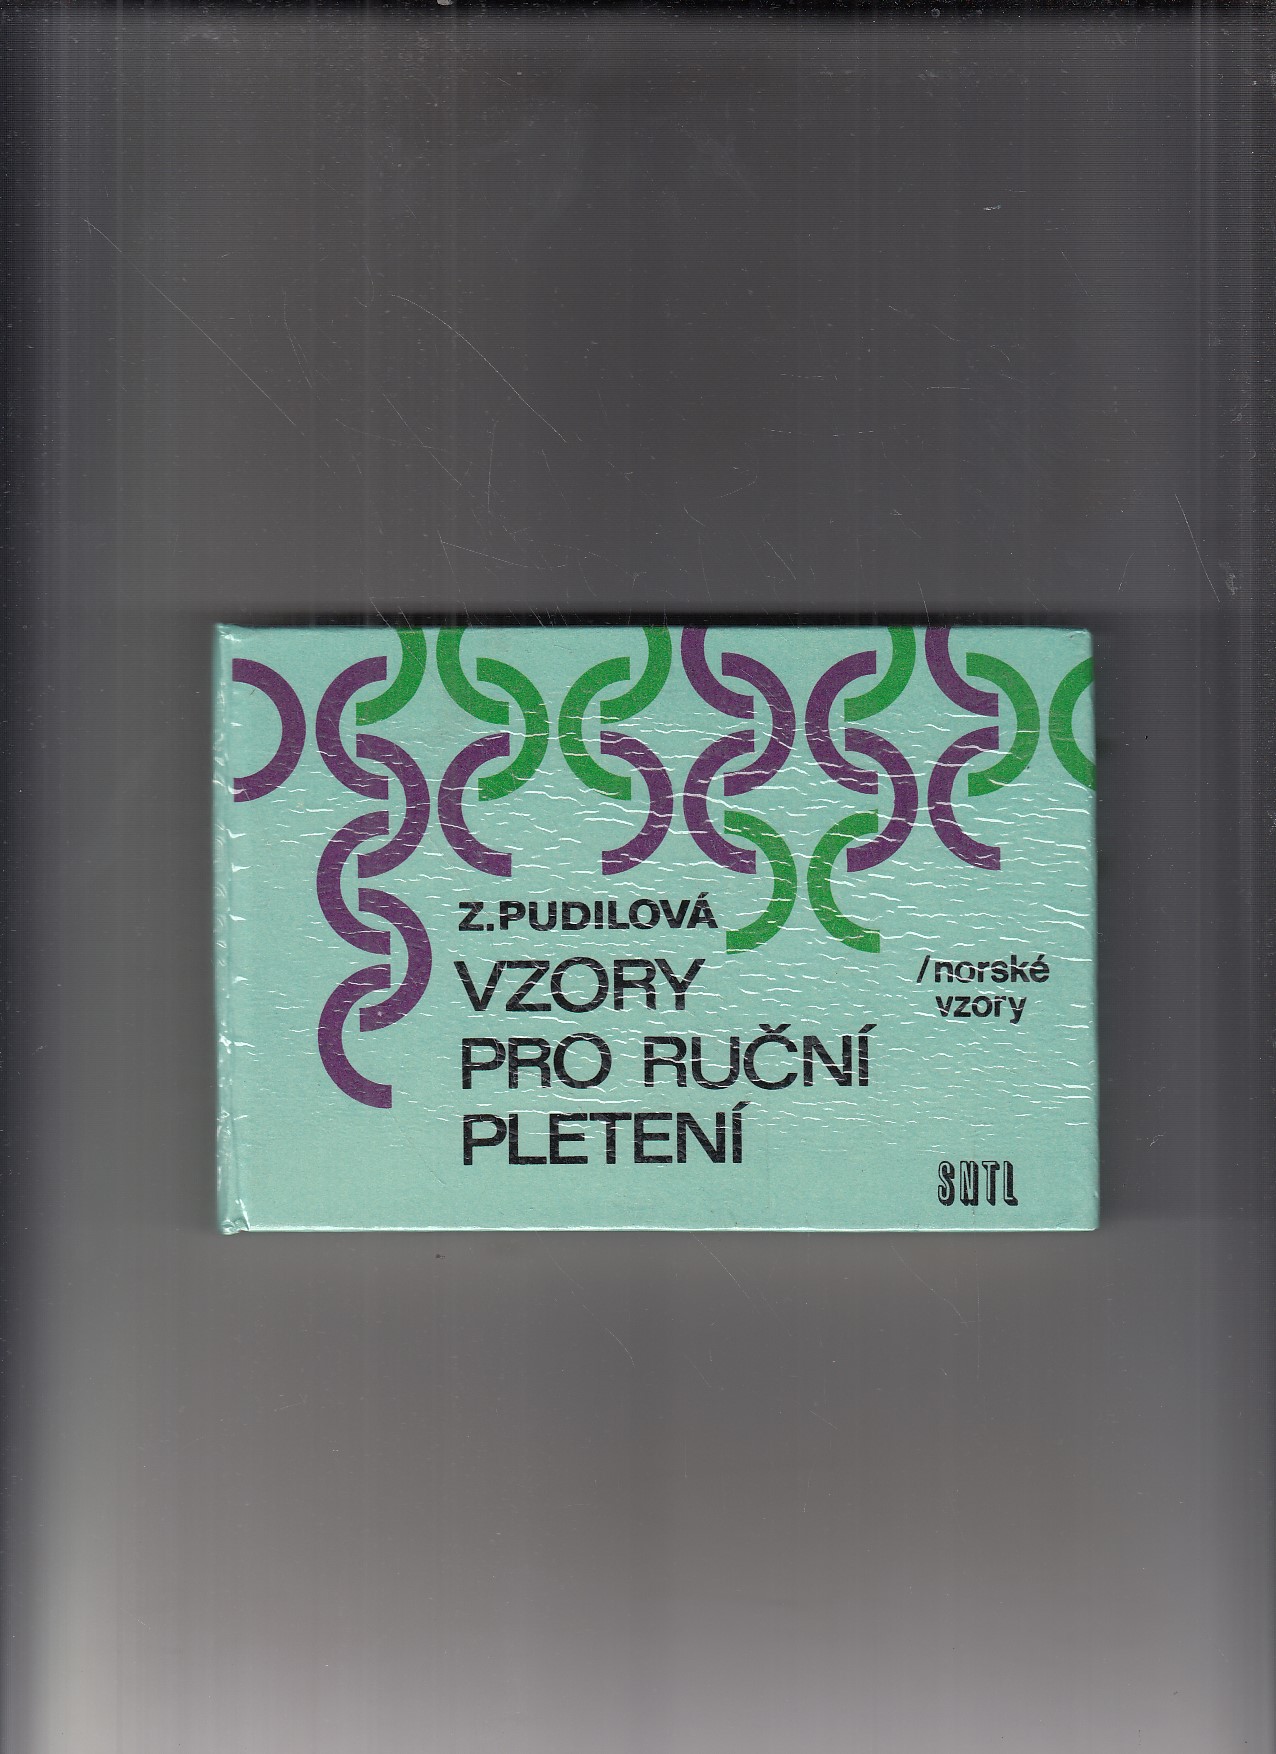 Z.PUDILOVÁ
VZORY
PRO RUČNÍ
PLETENÍ
/norské
vzory
SNTL